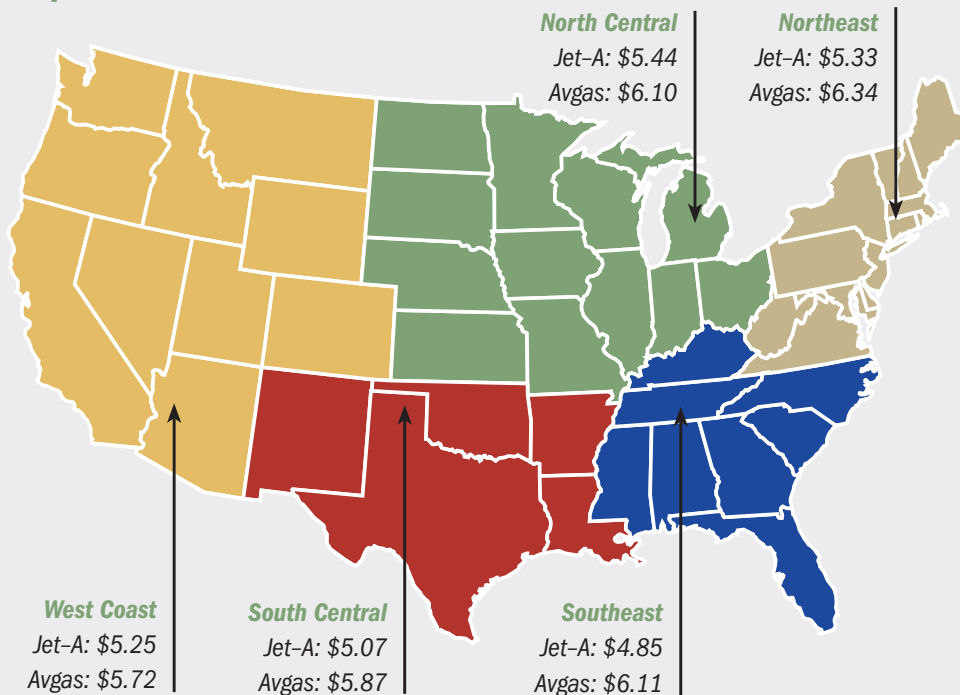 North Central
Jet–A: $5.44
Avgas: $6.10
Northeast
Jet–A: $5.33
Avgas: $6.34
West Coast
Jet–A: $5.25
Avgas: $5.72
South Central
Jet–A: $5.07
Avgas: $5.87
Southeast
Jet–A: $4.85
Avgas: $6.11